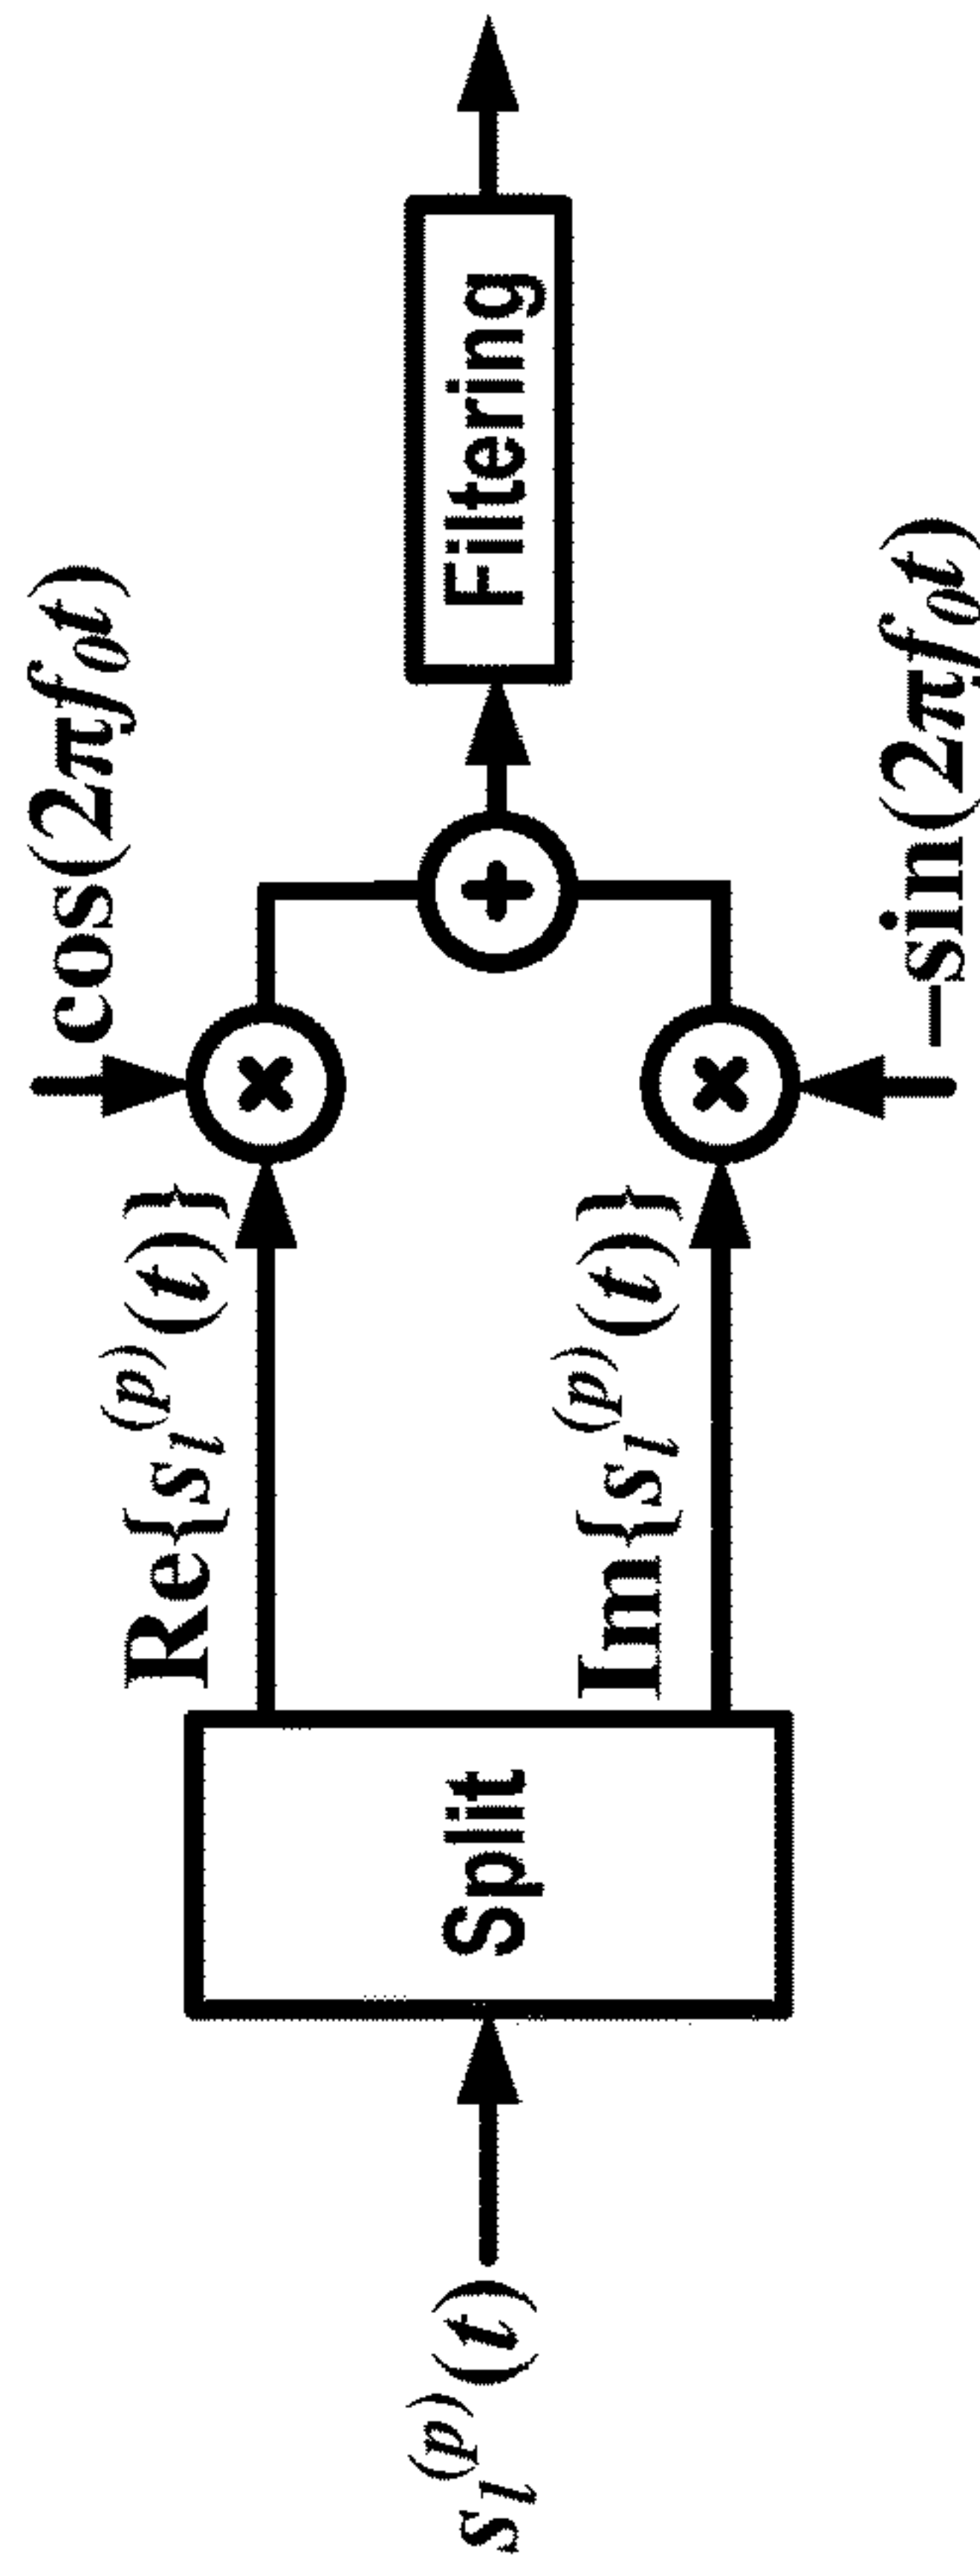 s_l^{(p)}(t)
Split
Re{s_l^{(p)}(t)}
Im{s_l^{(p)}(t)}
cos(2πf_0t)
–sin(2πf_0t)
Filtering